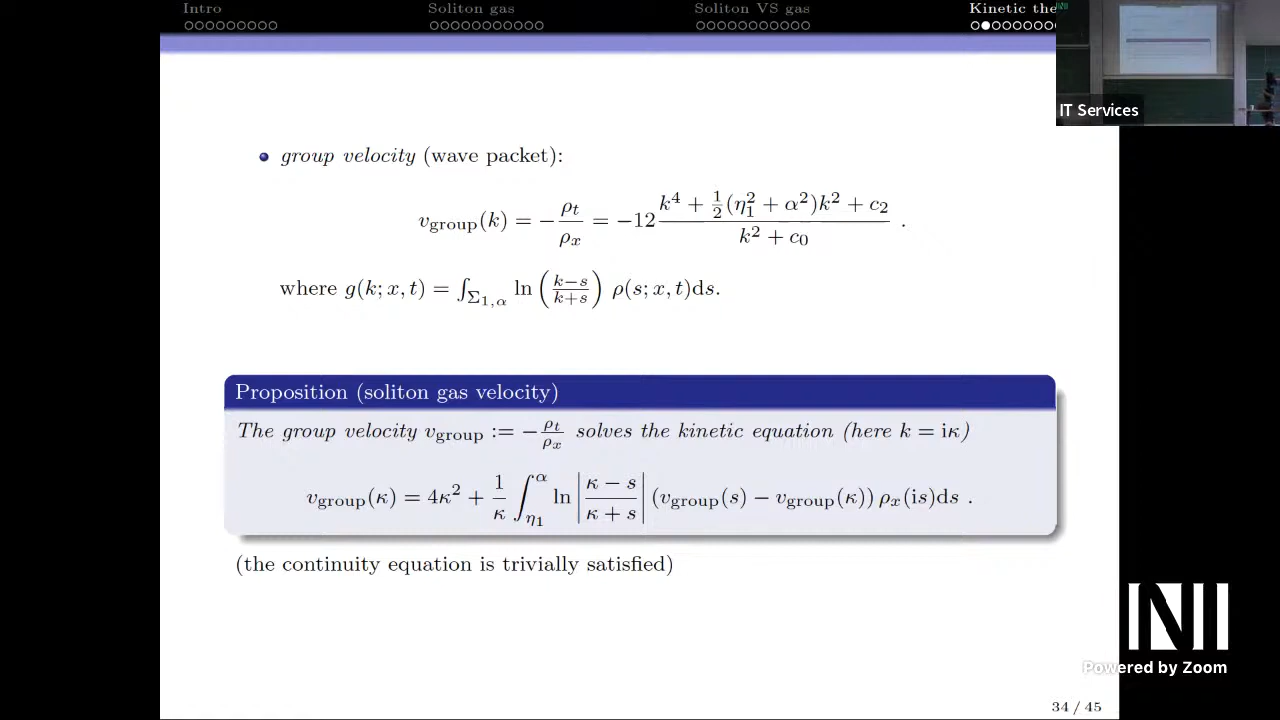 Intro
Soliton gas
Soliton VS gas
Kinetic the
IT Services
group velocity (wave packet):
v_group(k) = −ρ_t/ρ_x = −12 (k⁴ + ½(η₁² + α²)k² + c₂)/(k² + c₀) .
where g(k; x, t) = ∫_{Σ_{1,α}} ln((k−s)/(k+s)) ρ(s; x, t)ds.
Proposition (soliton gas velocity)
The group velocity v_group := −ρ_t/ρ_x solves the kinetic equation (here k = iκ)
v_group(κ) = 4κ² + 1/κ ∫_{η₁}^{α} ln|(κ − s)/(κ + s)| (v_group(s) − v_group(κ)) ρ_x(is)ds .
(the continuity equation is trivially satisfied)
Powered by Zoom
34 / 45